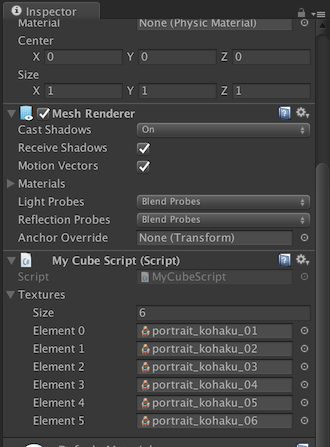 Inspector
Material None (Physic Material)
Center
X 0 Y 0 Z 0
Size
X 1 Y 1 Z 1
Mesh Renderer
Cast Shadows On
Receive Shadows
Motion Vectors
Materials
Light Probes Blend Probes
Reflection Probes Blend Probes
Anchor Override None (Transform)
My Cube Script (Script)
Script MyCubeScript
Textures
Size 6
Element 0 portrait_kohaku_01
Element 1 portrait_kohaku_02
Element 2 portrait_kohaku_03
Element 3 portrait_kohaku_04
Element 4 portrait_kohaku_05
Element 5 portrait_kohaku_06